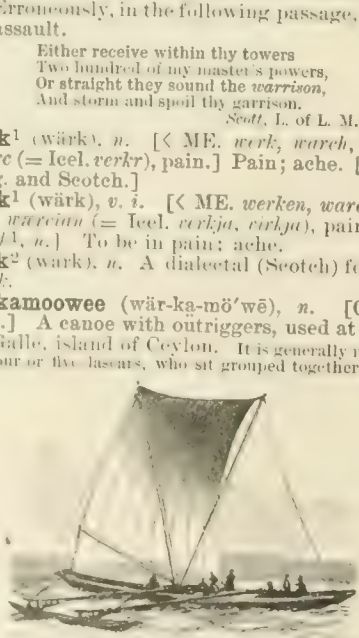 Erroneously, in the following passage,
assault.
Either receive within thy towers
Two hundred of my master's powers,
Or straight they sound the warrison,
And storm and spoil thy garrison.
Scott, L. of L. M.
k¹ (wärk), n. [< ME. werk, warch,
rc (= Icel. verkr), pain.] Pain; ache. [
g. and Scotch.]
k¹ (wärk), v. i. [< ME. werken, ware
wærcian (= Icel. verkja, virkja), pain
k¹, n.] To be in pain; ache.
k² (wärk), n. A dialectal (Scotch) fo
k.
kamoowee (wär-ka-mö'wē), n. [C
.] A canoe with outriggers, used at
Galle, island of Ceylon. It is generally
our or five lascars, who sit grouped together